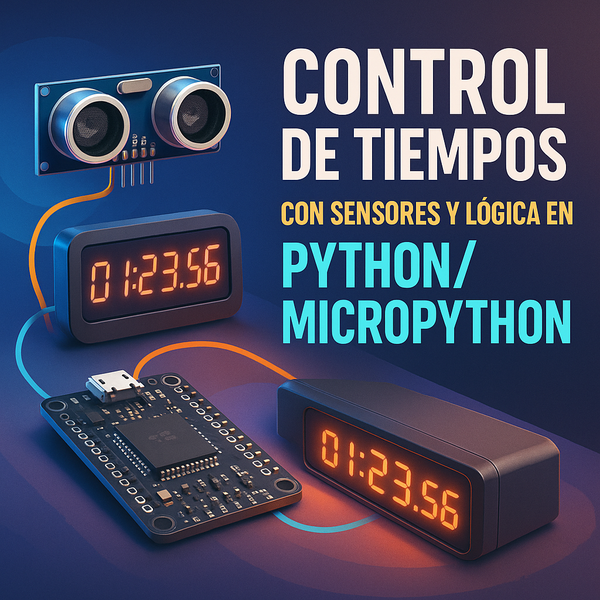 CONTROL
DE TIEMPOS
CON SENSORES Y LÓGICA EN
PYTHON/
MICROPYTHON
01:23.56
01:23.56